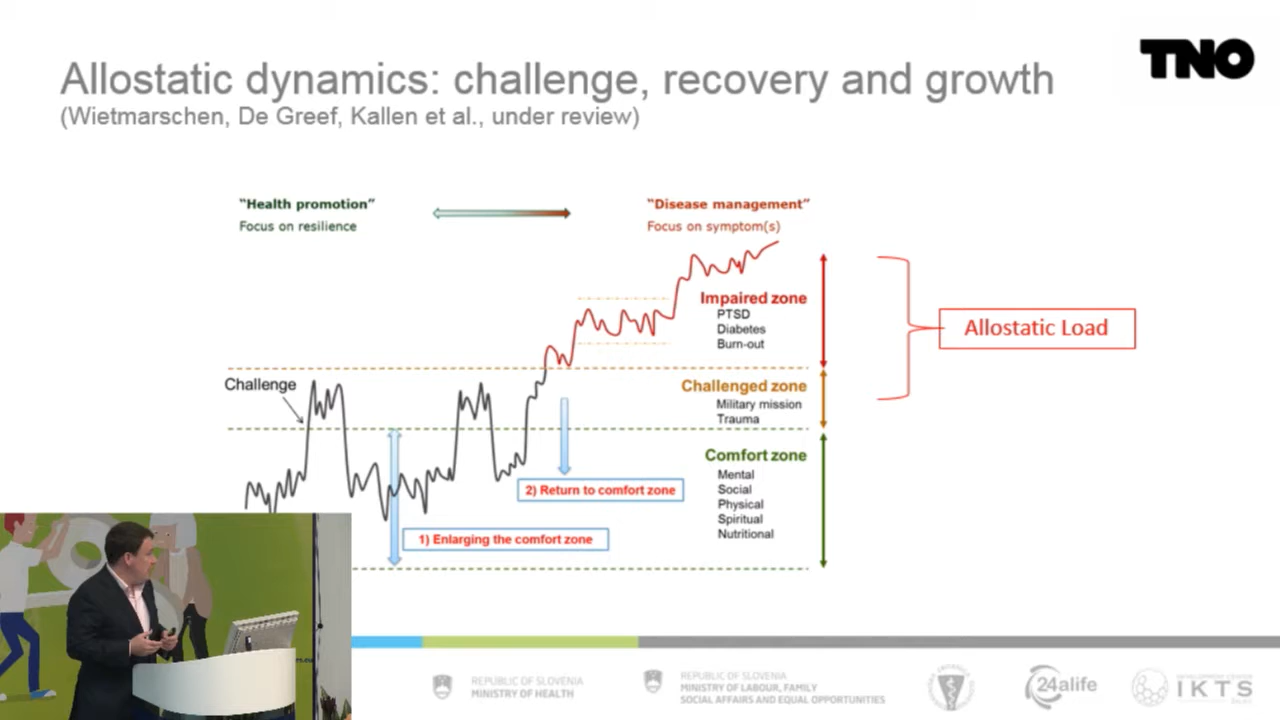 TNO
Allostatic dynamics: challenge, recovery and growth
(Wietmarschen, De Greef, Kallen et al., under review)
"Health promotion"
Focus on resilience
"Disease management"
Focus on symptom(s)
Impaired zone
PTSD
Diabetes
Burn-out
Allostatic Load
Challenge
Challenged zone
Military mission
Trauma
Comfort zone
Mental
Social
Physical
Spiritual
Nutritional
2) Return to comfort zone
1) Enlarging the comfort zone
REPUBLIC OF SLOVENIA
MINISTRY OF HEALTH
REPUBLIC OF SLOVENIA
MINISTRY OF LABOUR, FAMILY
SOCIAL AFFAIRS AND EQUAL OPPORTUNITIES
24alife
IKTS